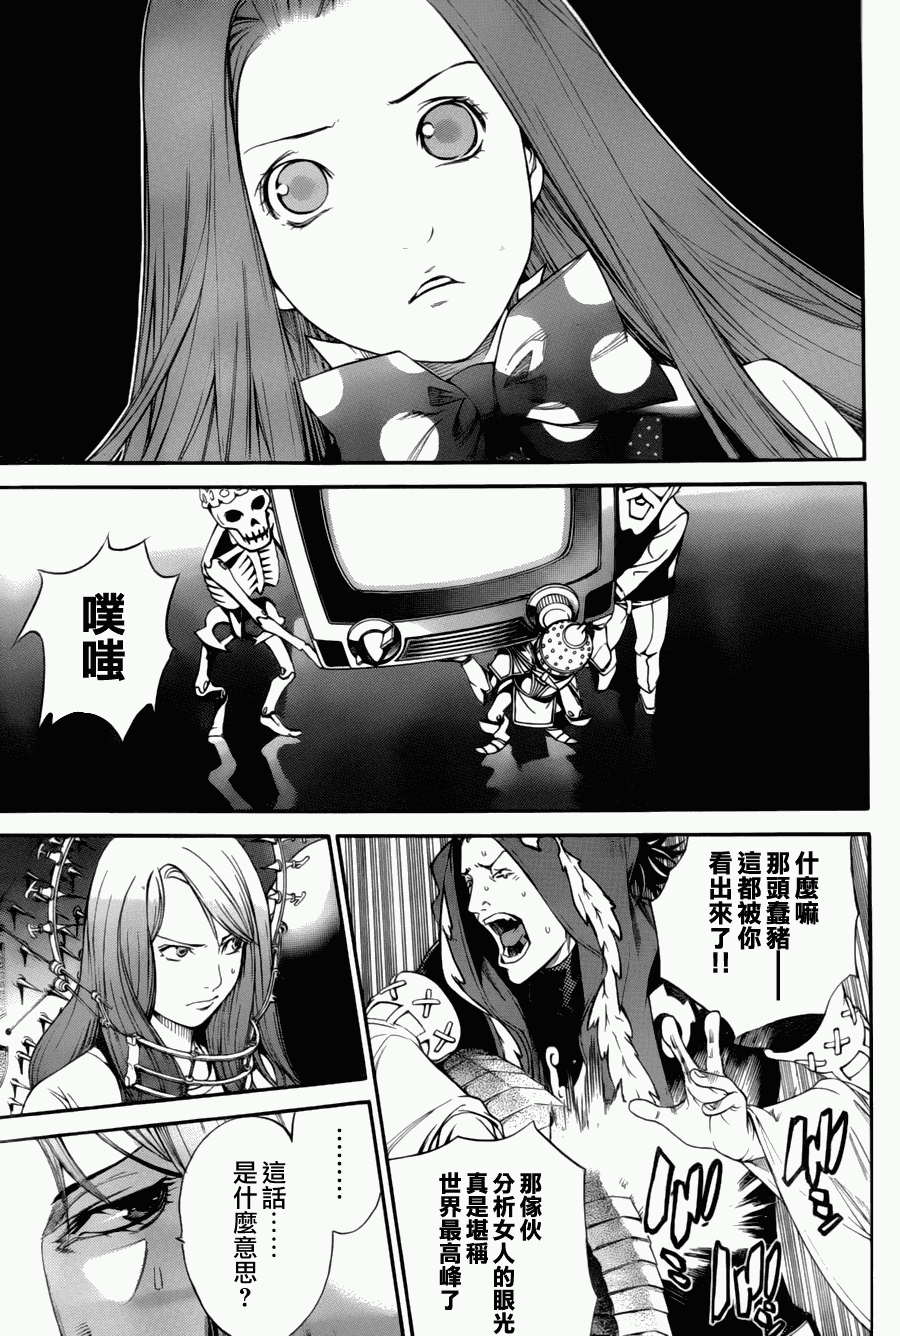 噗嗤
什麼嘛
那頭蠢豬——
這都被你
看出來了!!
那傢伙
分析女人的眼光
真是堪稱
世界最高峰了
………
這話……
是什麼意思?